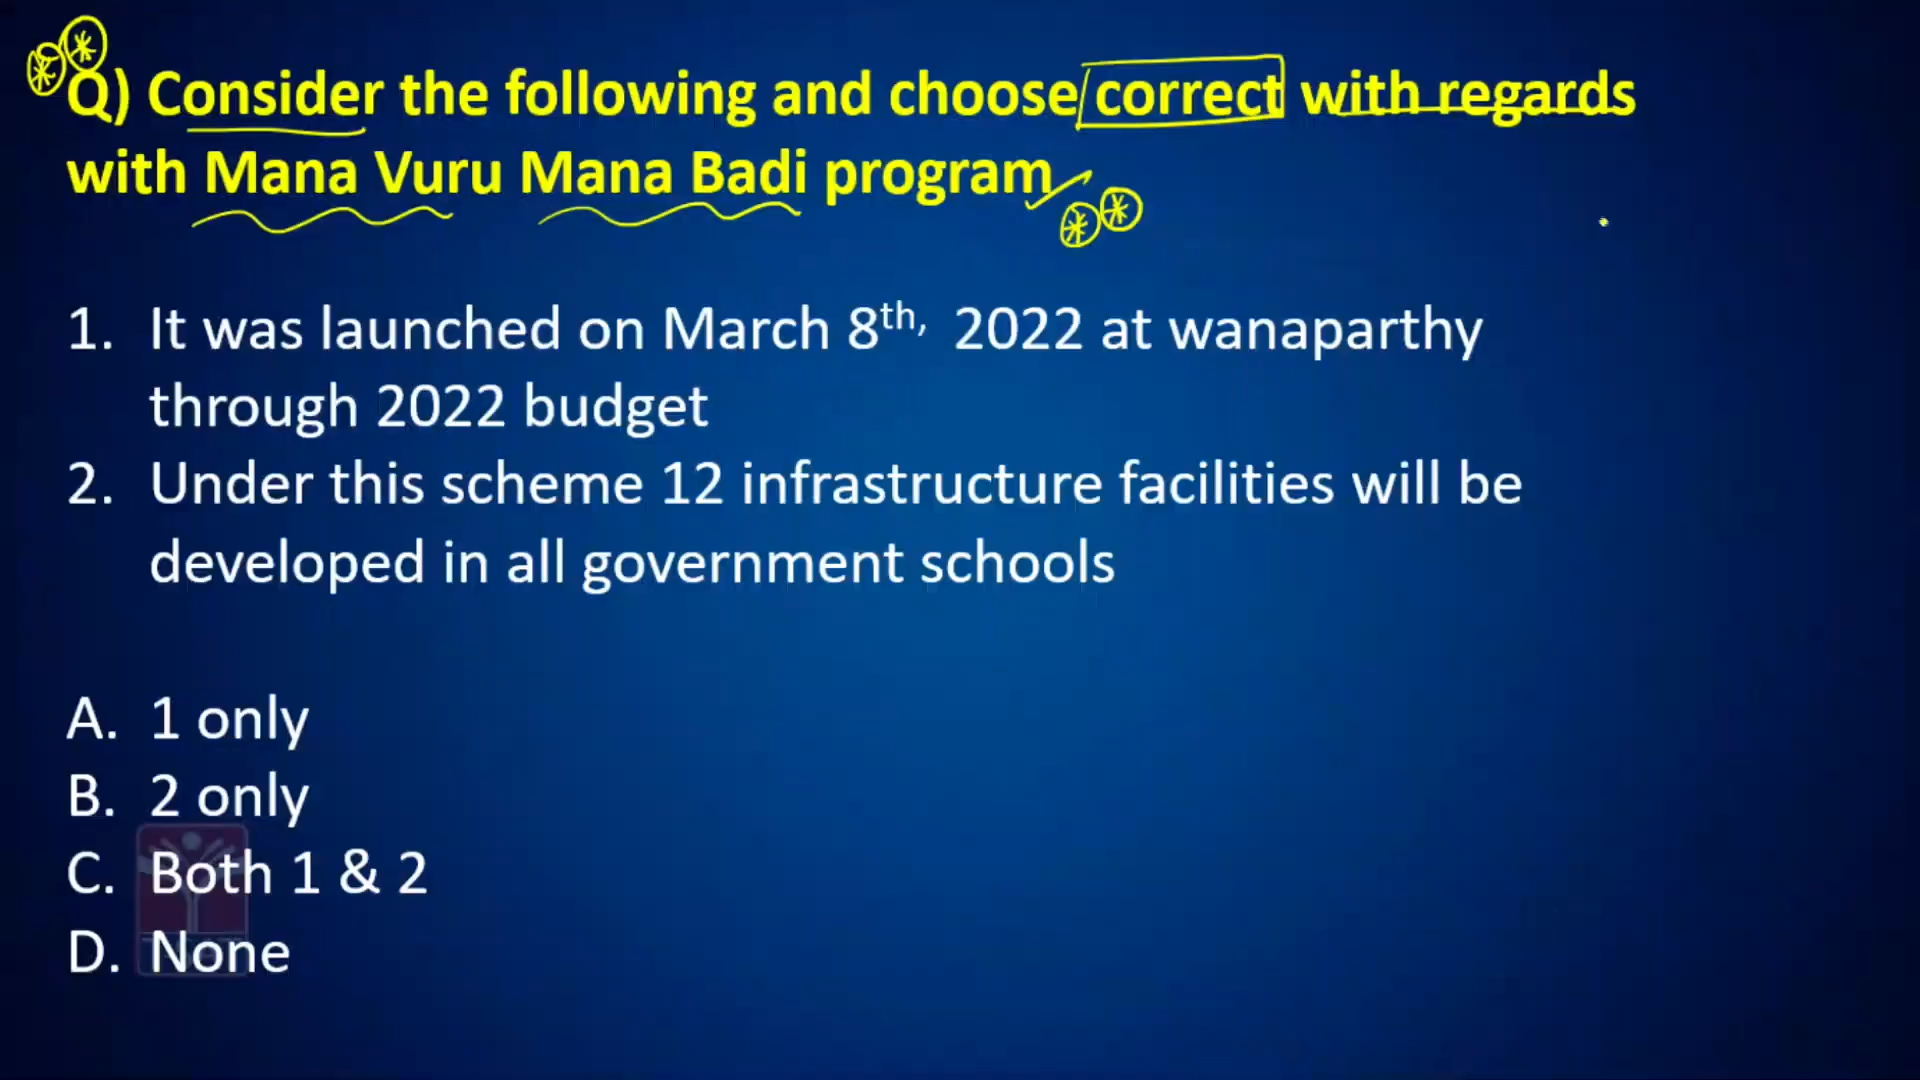 Q) Consider the following and choose correct with regards
with Mana Vuru Mana Badi program
1. It was launched on March 8th, 2022 at wanaparthy
through 2022 budget
2. Under this scheme 12 infrastructure facilities will be
developed in all government schools
A. 1 only
B. 2 only
C. Both 1 & 2
D. None